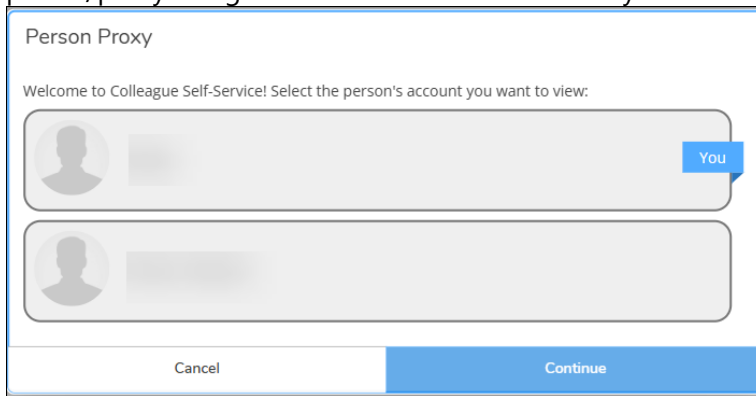 Person Proxy
Welcome to Colleague Self-Service! Select the person's account you want to view:
You
Cancel
Continue